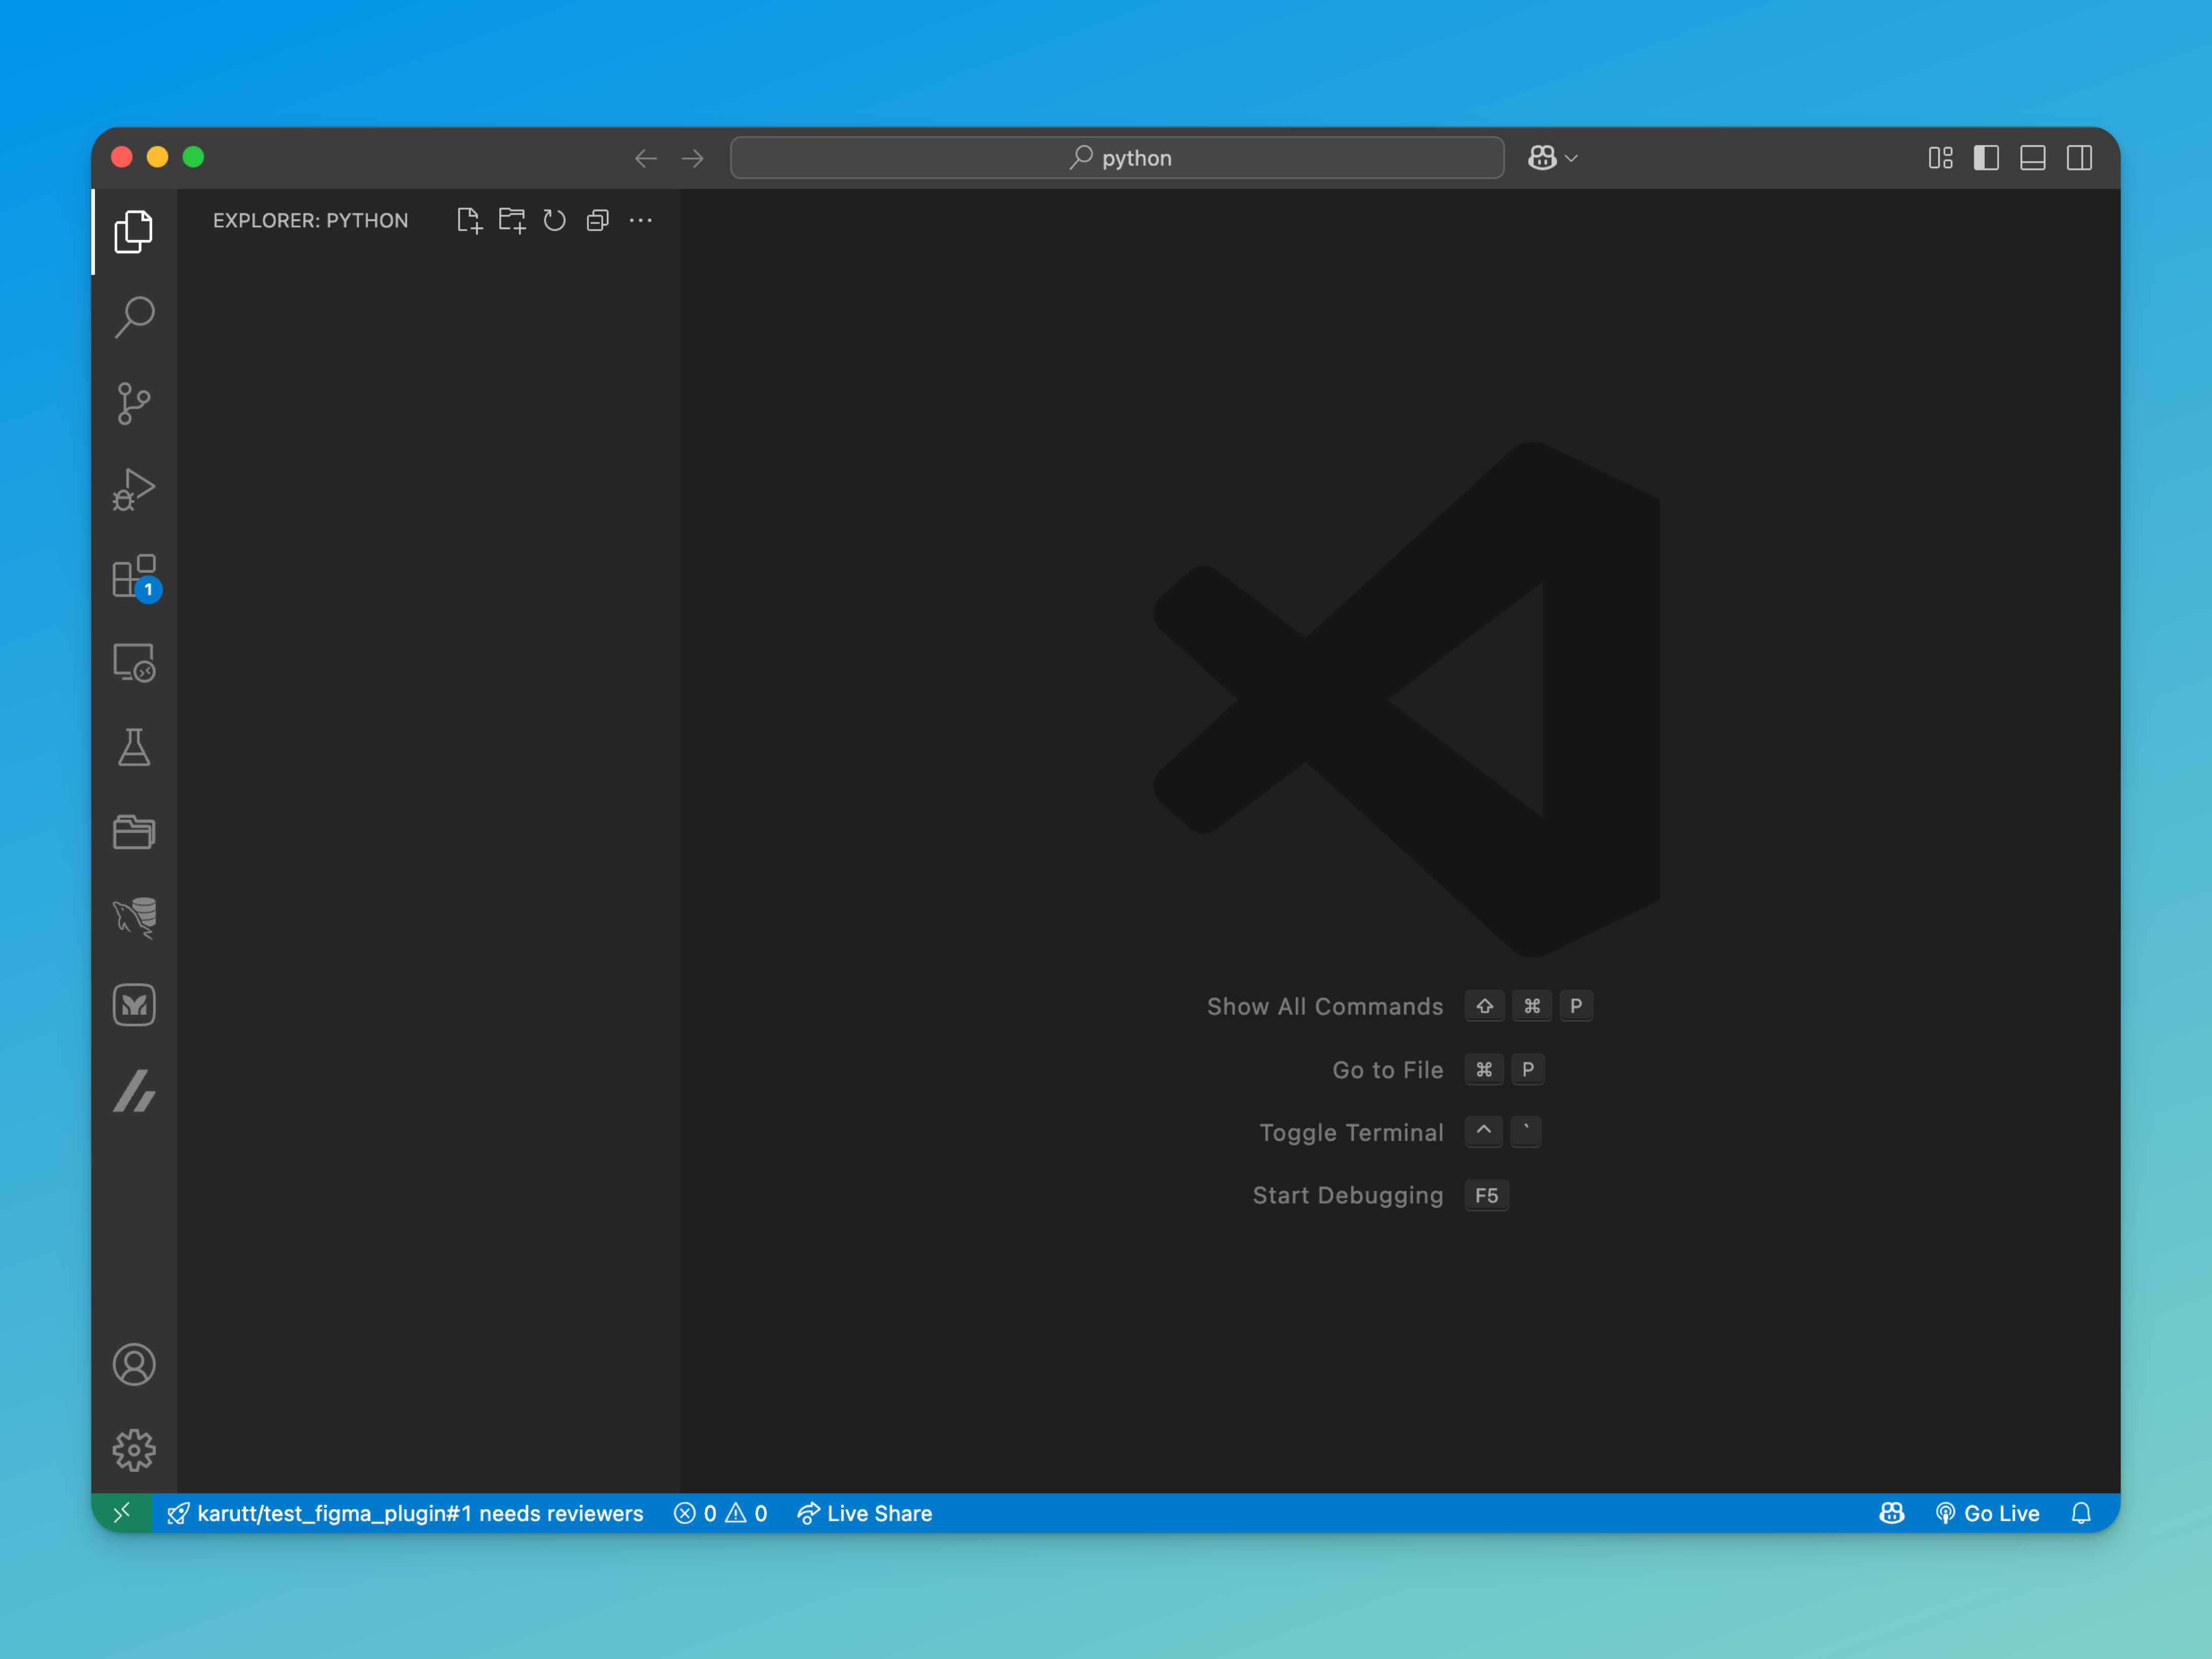 python
EXPLORER: PYTHON
1
Show All Commands ⇧ ⌘ P
Go to File ⌘ P
Toggle Terminal ^ `
Start Debugging F5
karutt/test_figma_plugin#1 needs reviewers 0 0 Live Share Go Live